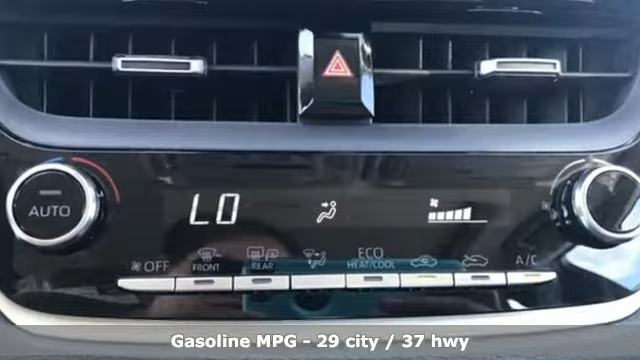 AUTO
LO
OFF
FRONT
REAR
ECO
HEAT/COOL
A/C
Gasoline MPG - 29 city / 37 hwy